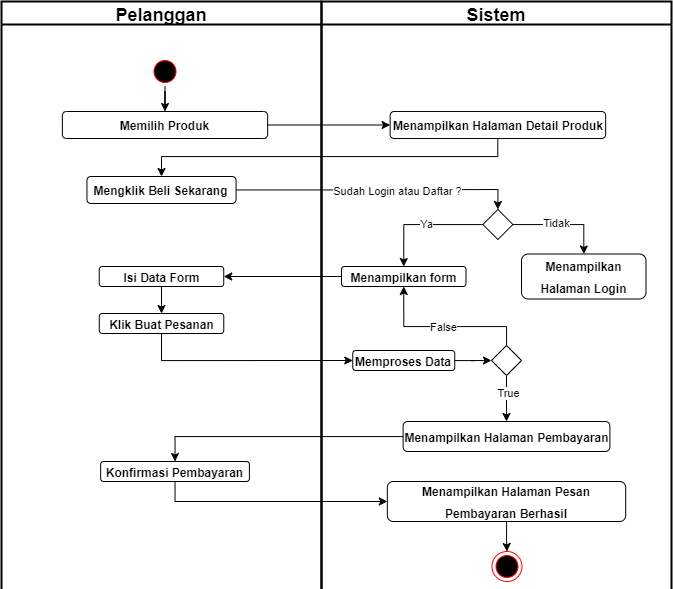 Pelanggan
Sistem
Memilih Produk
Menampilkan Halaman Detail Produk
Mengklik Beli Sekarang
Sudah Login atau Daftar ?
Ya
Tidak
Menampilkan
Halaman Login
Isi Data Form
Menampilkan form
Klik Buat Pesanan
False
Memproses Data
True
Menampilkan Halaman Pembayaran
Konfirmasi Pembayaran
Menampilkan Halaman Pesan
Pembayaran Berhasil